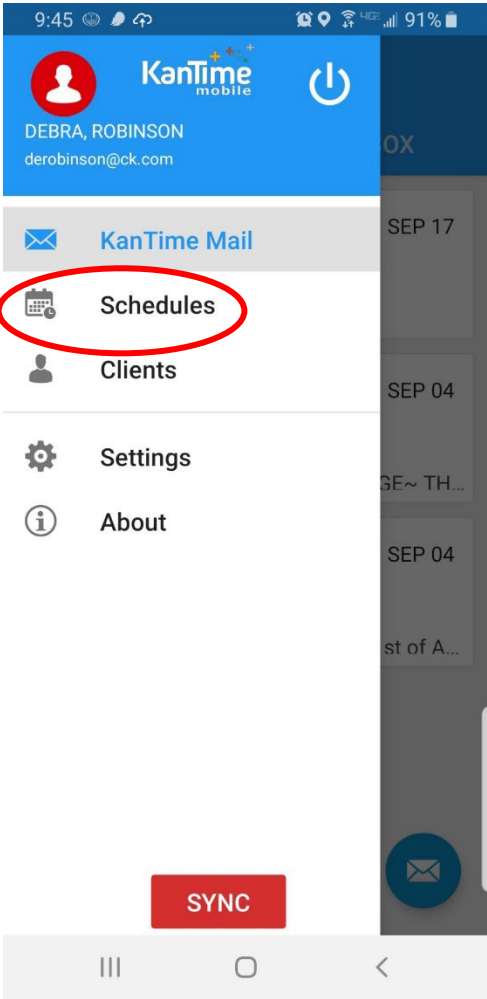 9:45
4GE 91%
KanTime
mobile
DEBRA, ROBINSON
derobinson@ck.com
OX
KanTime Mail
SEP 17
Schedules
Clients
SEP 04
Settings
GE~ TH...
About
SEP 04
st of A...
SYNC